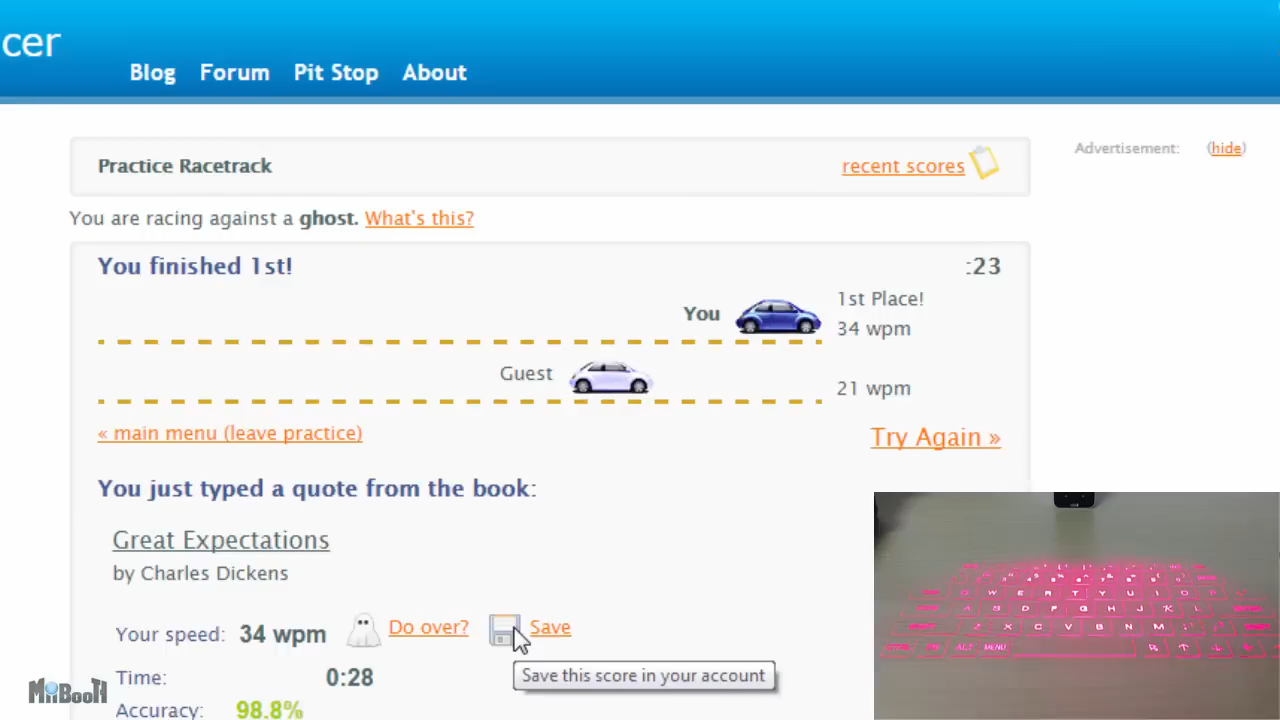 cer
Blog Forum Pit Stop About
Practice Racetrack
recent scores
Advertisement: (hide)
You are racing against a ghost. What's this?
You finished 1st!
:23
You
1st Place!
34 wpm
Guest
21 wpm
« main menu (leave practice)
Try Again »
You just typed a quote from the book:
Great Expectations
by Charles Dickens
Your speed: 34 wpm Do over? Save
Save this score in your account
Time: 0:28
Accuracy: 98.8%
MiiBooTi
Q W E R T Y U I
A S D F G H J K
Z X C V B N M
ALT MENU